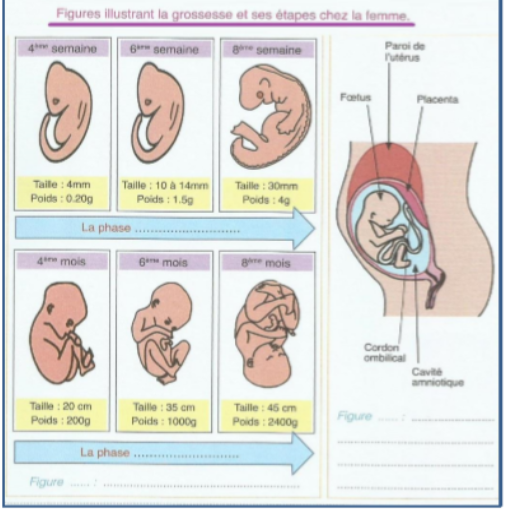 Figures illustrant la grossesse et ses étapes chez la femme.
4ème semaine
6ème semaine
8ème semaine
Taille : 4mm
Poids : 0.20g
Taille : 10 à 14mm
Poids : 1.5g
Taille : 30mm
Poids : 4g
La phase ..............................
4ème mois
6ème mois
8ème mois
Taille : 20 cm
Poids : 200g
Taille : 35 cm
Poids : 1000g
Taille : 45 cm
Poids : 2400g
La phase ..............................
Figure ...... : ..................................................
Paroi de
l'utérus
Fœtus
Placenta
Cordon
ombilical
Cavité
amniotique
Figure ...... : ........................
................................................
................................................
................................................